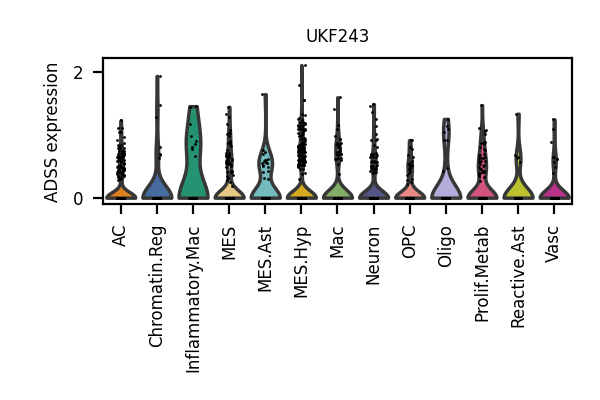 UKF243
ADSS expression
2
0
AC
Chromatin.Reg
Inflammatory.Mac
MES
MES.Ast
MES.Hyp
Mac
Neuron
OPC
Oligo
Prolif.Metab
Reactive.Ast
Vasc